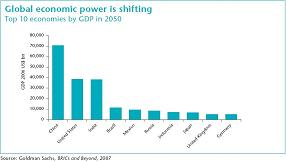 Global economic power is shifting
Top 10 economies by GDP in 2050
GDP 2006 US$ bn
80,000
70,000
60,000
50,000
40,000
30,000
20,000
10,000
0
China
United States
India
Brazil
Mexico
Russia
Indonesia
Japan
United Kingdom
Germany
Source: Goldman Sachs, BRICs and Beyond, 2007